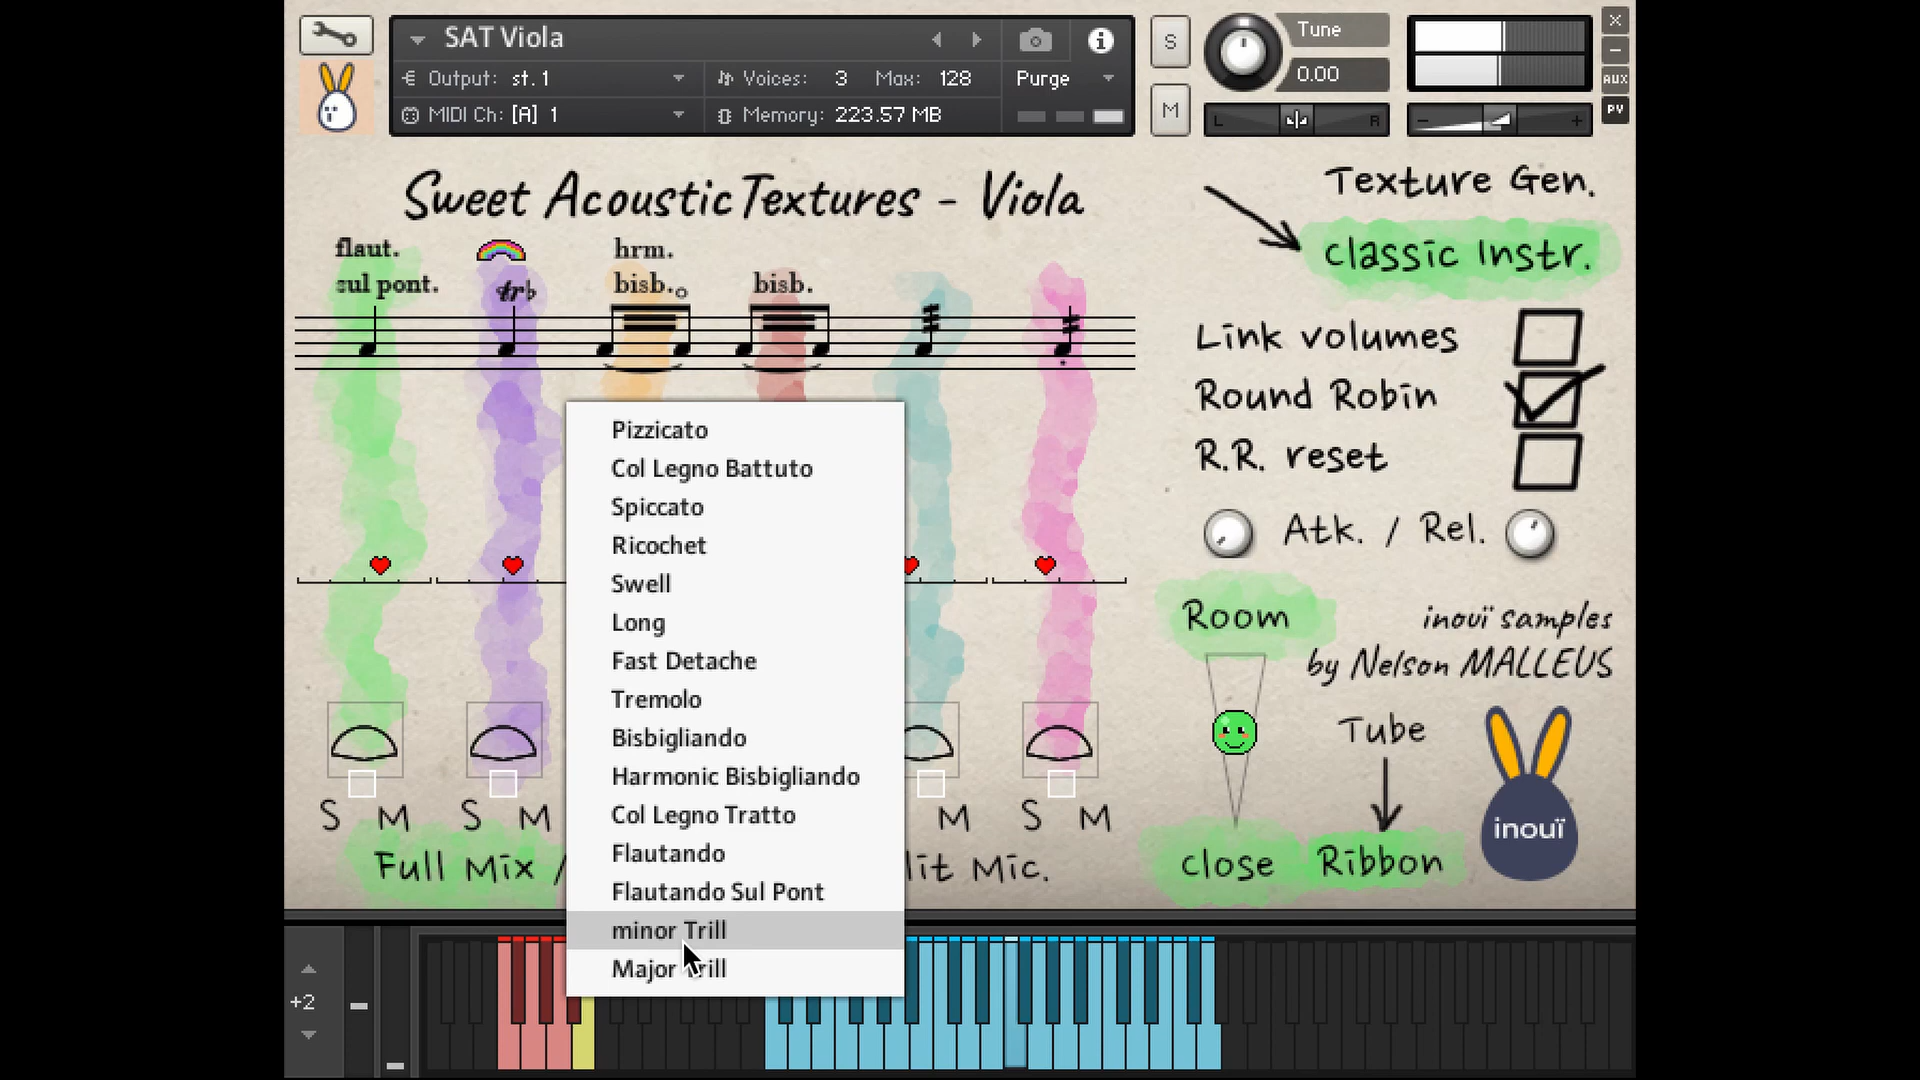 SAT Viola
Output: st. 1
Voices: 3 Max: 128
Purge
MIDI Ch: [A] 1
Memory: 223.57 MB
S
M
Tune
0.00
L R
- +
AUX
PV
Sweet Acoustic Textures - Viola
Texture Gen.
Classic Instr.
flaut.
sul pont.
tr♭
hrm.
bisb.
bisb.
Link volumes
Round Robin
R.R. reset
Atk. / Rel.
Pizzicato
Col Legno Battuto
Spiccato
Ricochet
Swell
Long
Fast Detache
Tremolo
Bisbigliando
Harmonic Bisbigliando
Col Legno Tratto
Flautando
Flautando Sul Pont
minor Trill
Major Trill
S M
S M
M
S M
Full Mix /
lit Mic.
Room
Close
inouï samples
by Nelson MALLEUS
Tube
Ribbon
inouï
+2